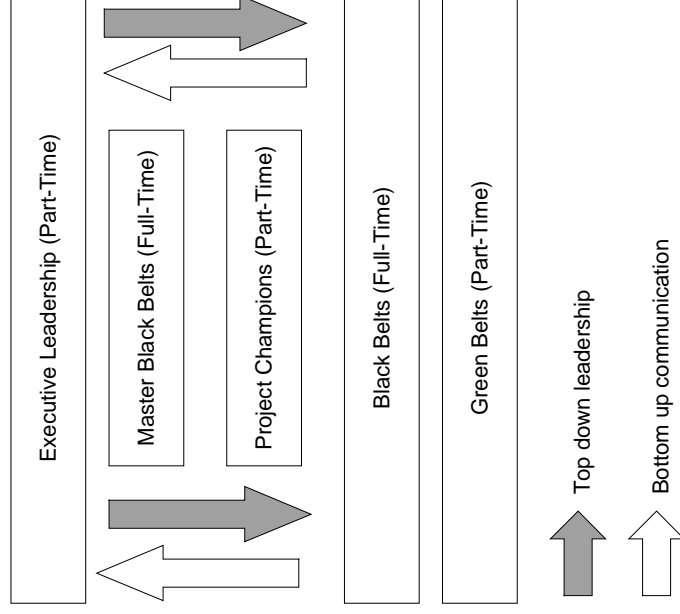 Executive Leadership (Part-Time)
Master Black Belts (Full-Time)
Project Champions (Part-Time)
Black Belts (Full-Time)
Green Belts (Part-Time)
Top down leadership
Bottom up communication